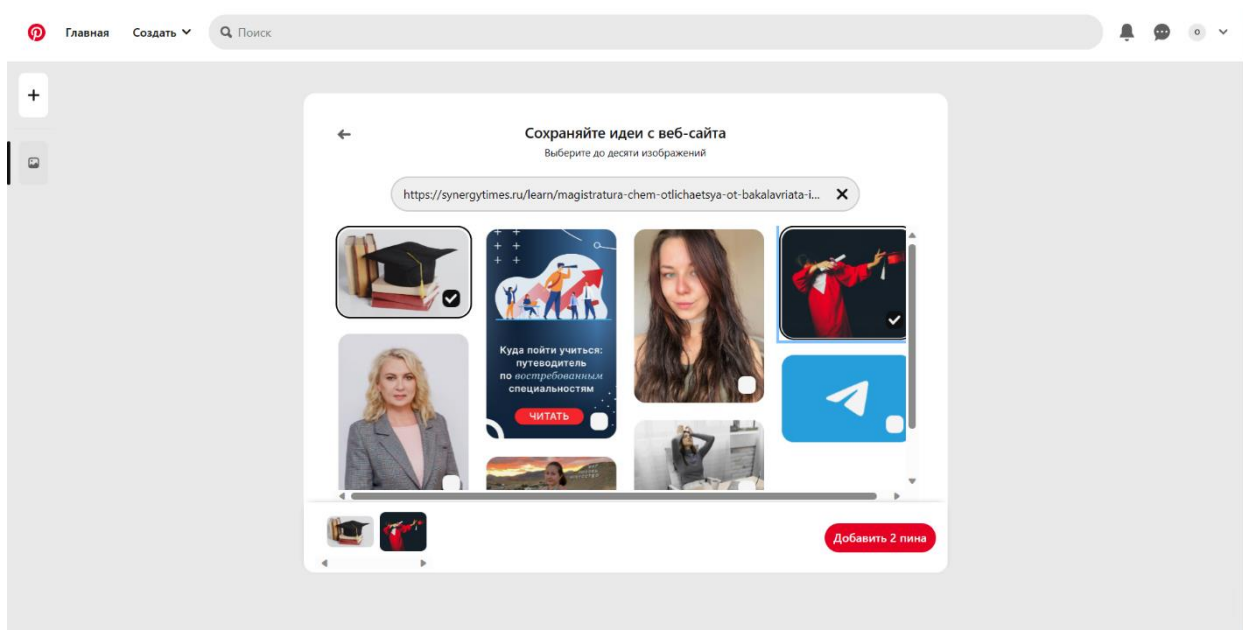 Главная
Создать
Поиск
Сохраняйте идеи с веб-сайта
Выберите до десяти изображений
https://synergytimes.ru/learn/magistratura-chem-otlichaetsya-ot-bakalavriata-i...
Куда пойти учиться:
путеводитель
по востребованным
специальностям
ЧИТАТЬ
Добавить 2 пина